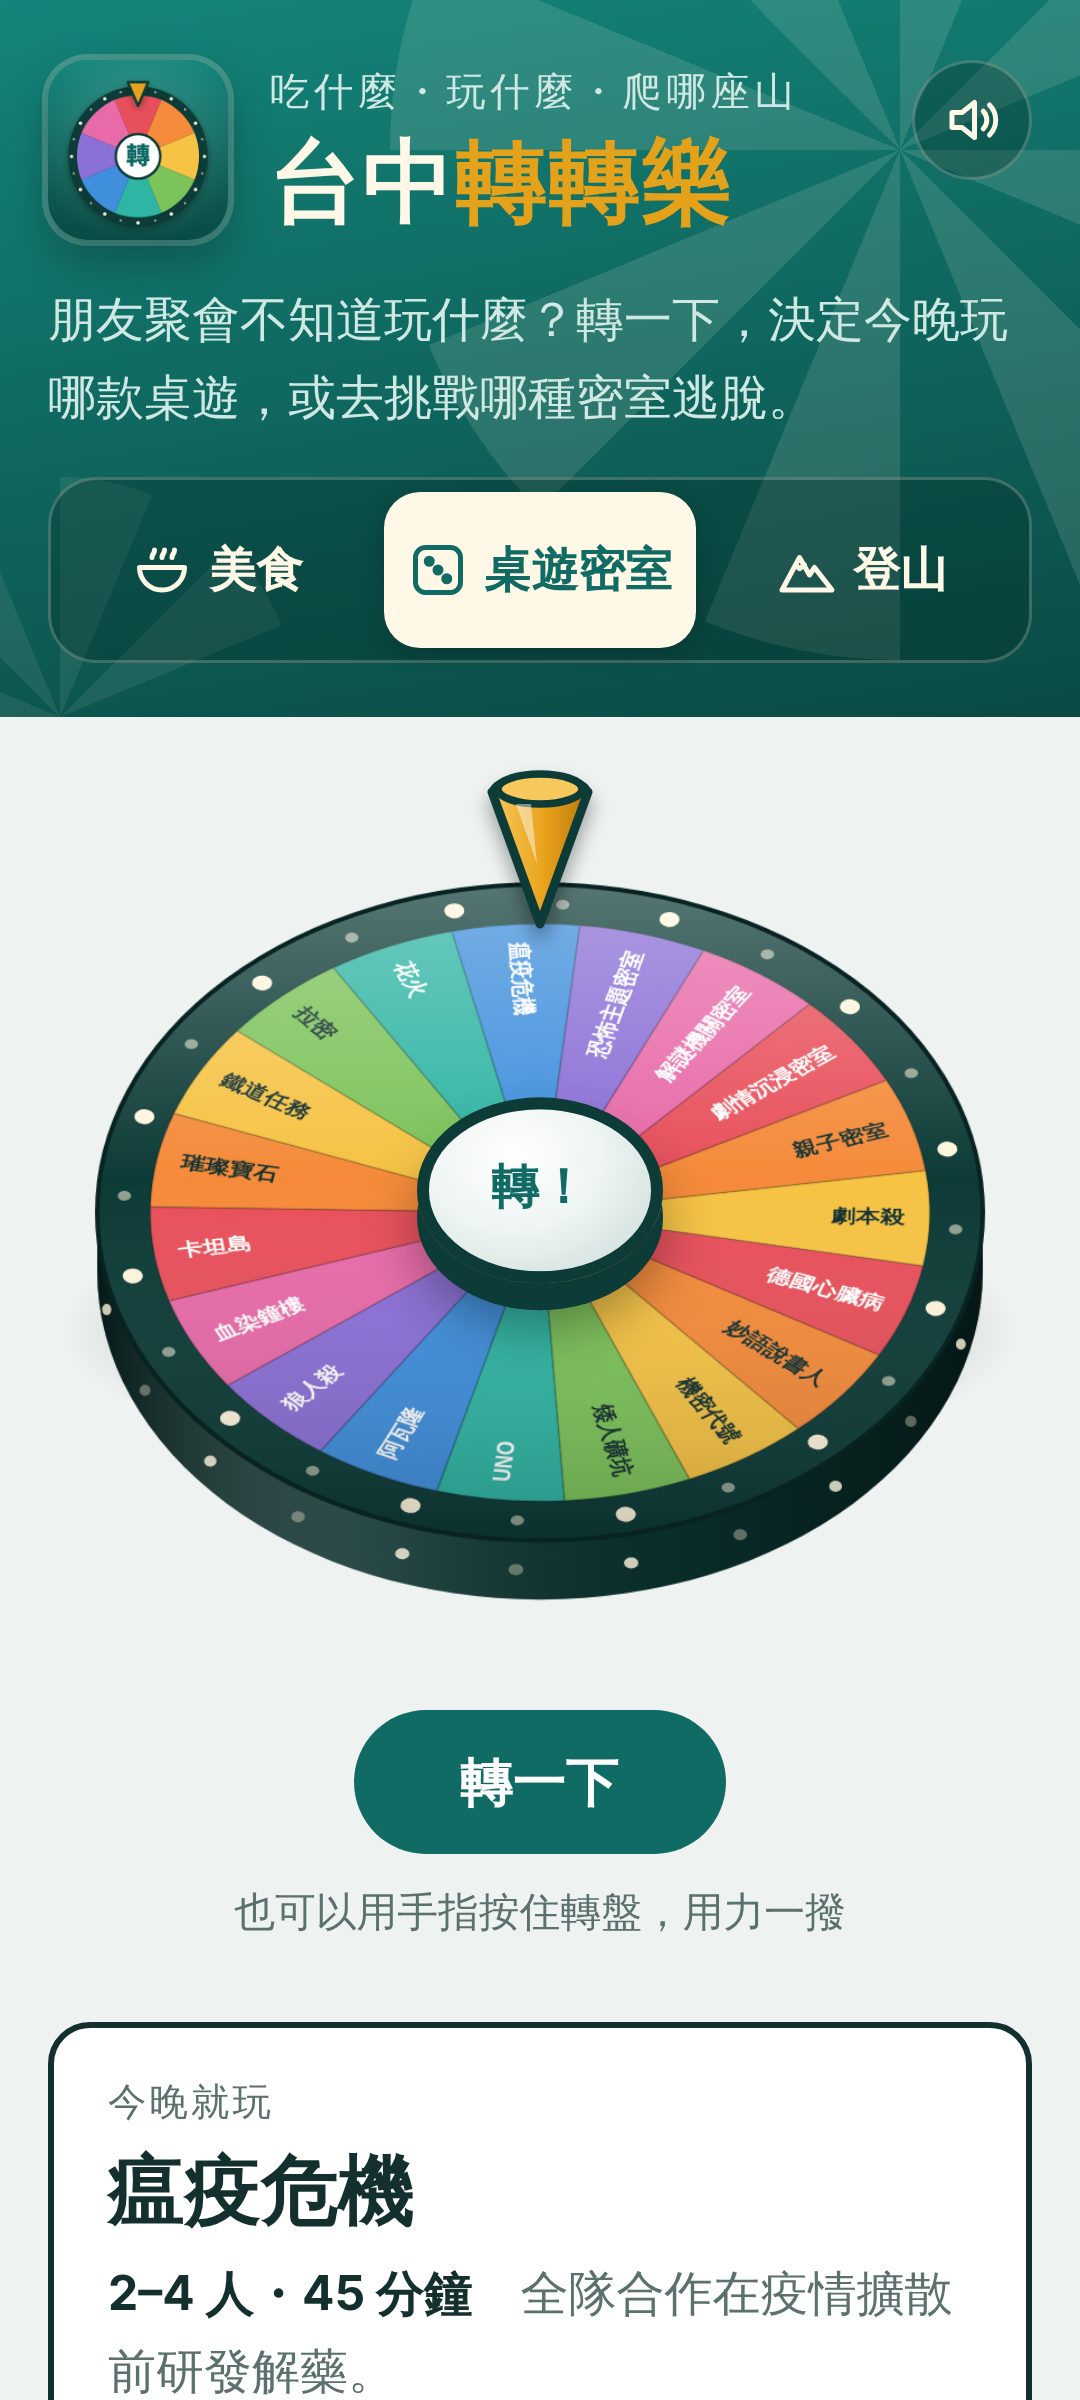 轉
吃什麼・玩什麼・爬哪座山
台中轉轉樂
朋友聚會不知道玩什麼？轉一下，決定今晚玩
哪款桌遊，或去挑戰哪種密室逃脫。
美食
桌遊密室
登山
瘟疫危機
恐怖主題密室
解謎機關密室
劇情沉浸密室
親子密室
劇本殺
德國心臟病
妙語說書人
機密代號
矮人礦坑
UNO
阿瓦隆
狼人殺
血染鐘樓
卡坦島
璀璨寶石
鐵道任務
拉密
花火
轉！
轉一下
也可以用手指按住轉盤，用力一撥
今晚就玩
瘟疫危機
2–4 人・45 分鐘　全隊合作在疫情擴散
前研發解藥。